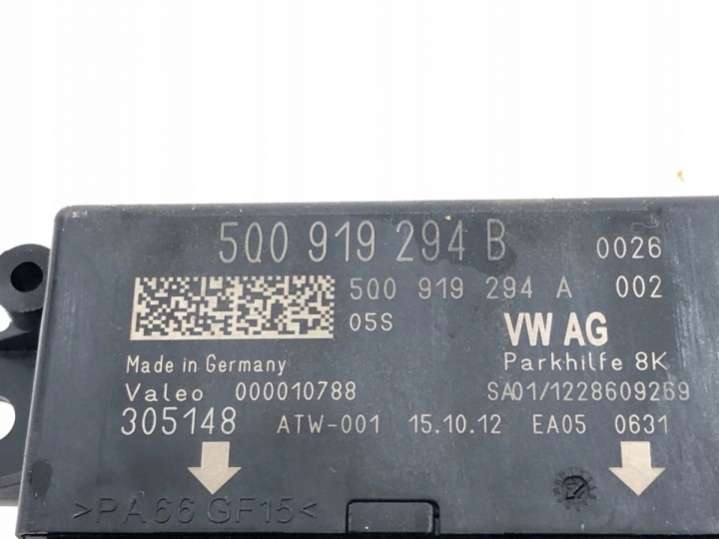 5Q0 919 294 B 0026
5Q0 919 294 A 002
05S VW AG
Made in Germany Parkhilfe 8K
Valeo 000010788 SA01/1228609269
305148 ATW-001 15.10.12 EA05 0631
>PA66 GF15<